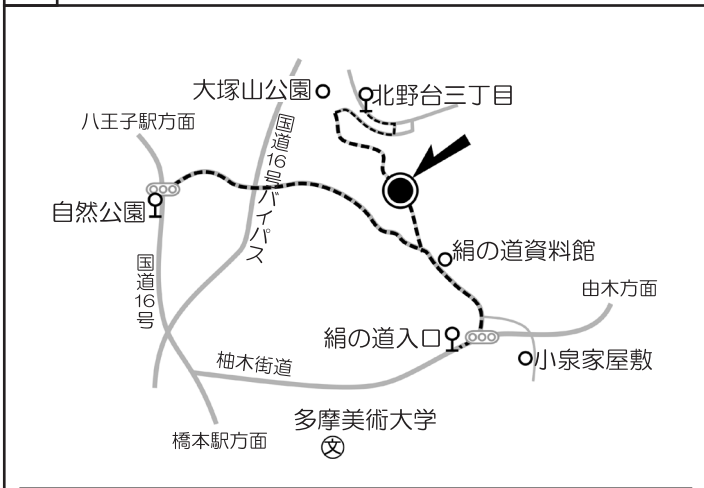 大塚山公園
北野台三丁目
八王子駅方面
国道16号バイパス
自然公園
絹の道資料館
国道16号
由木方面
絹の道入口
小泉家屋敷
柚木街道
多摩美術大学
橋本駅方面
文